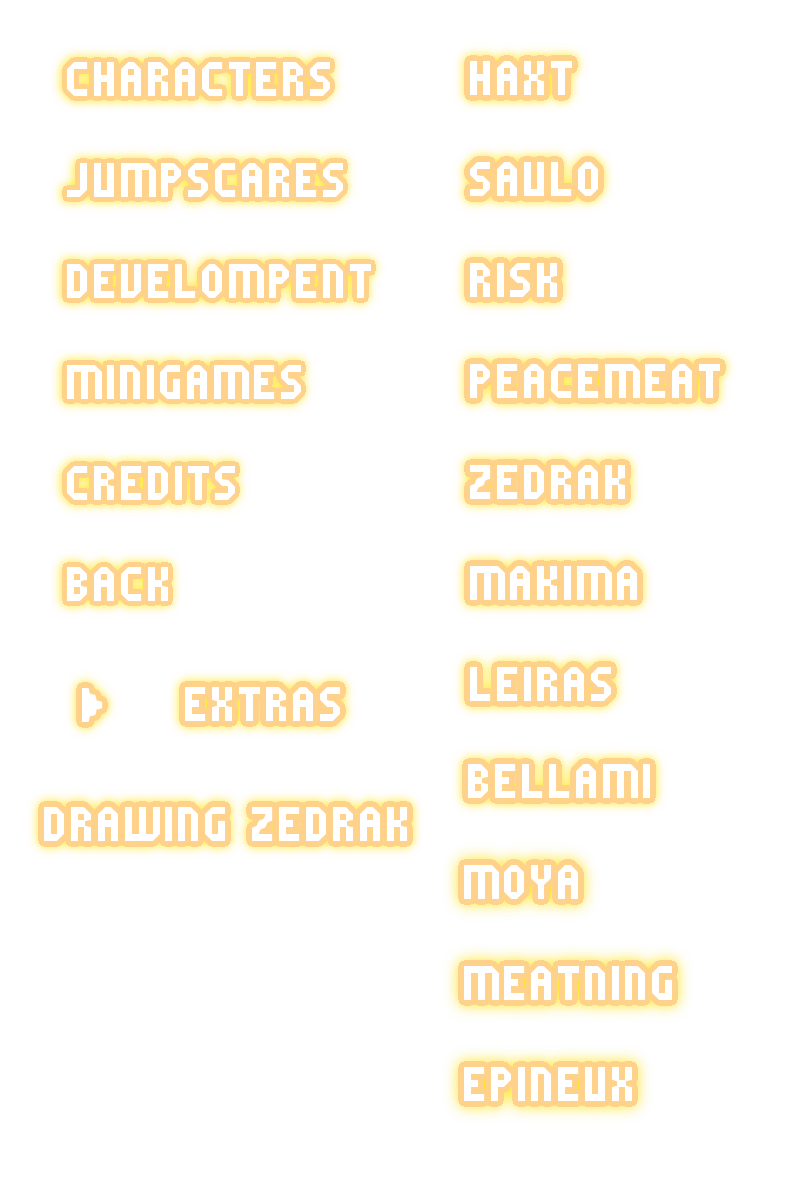 CHARACTERS
JUMPSCARES
DEVELOMPENT
MINIGAMES
CREDITS
BACK
EXTRAS
DRAWING ZEDRAK
HAXT
SAULO
RISK
PEACEMEAT
ZEDRAK
MAKIMA
LEIRAS
BELLAMI
MOYA
MEATNING
EPINEUX